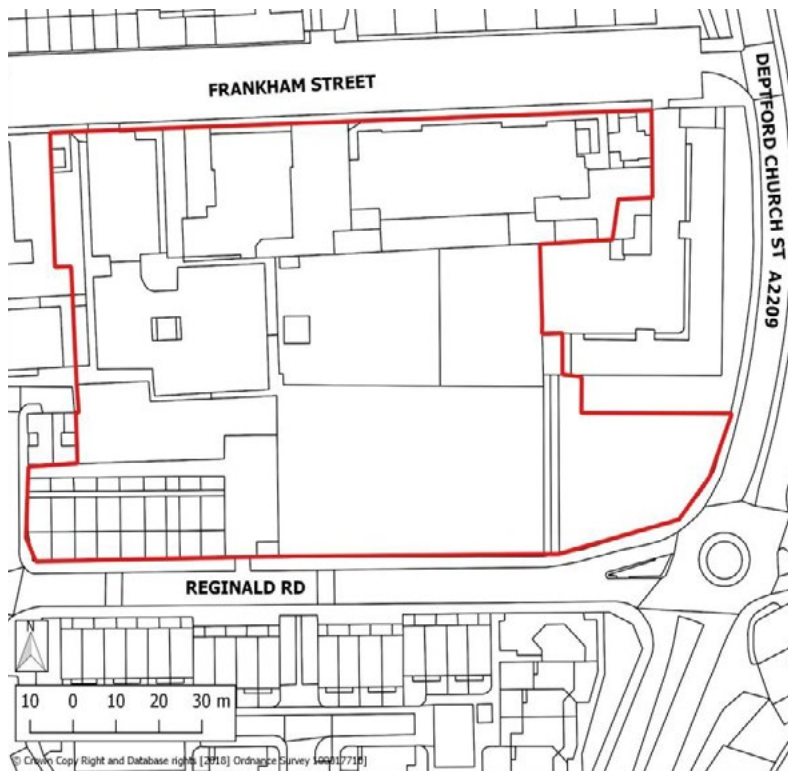 FRANKHAM STREET
DEPTFORD CHURCH ST A2209
REGINALD RD
N
10 0 10 20 30 m
© Crown Copy Right and Database rights [2018] Ordnance Survey